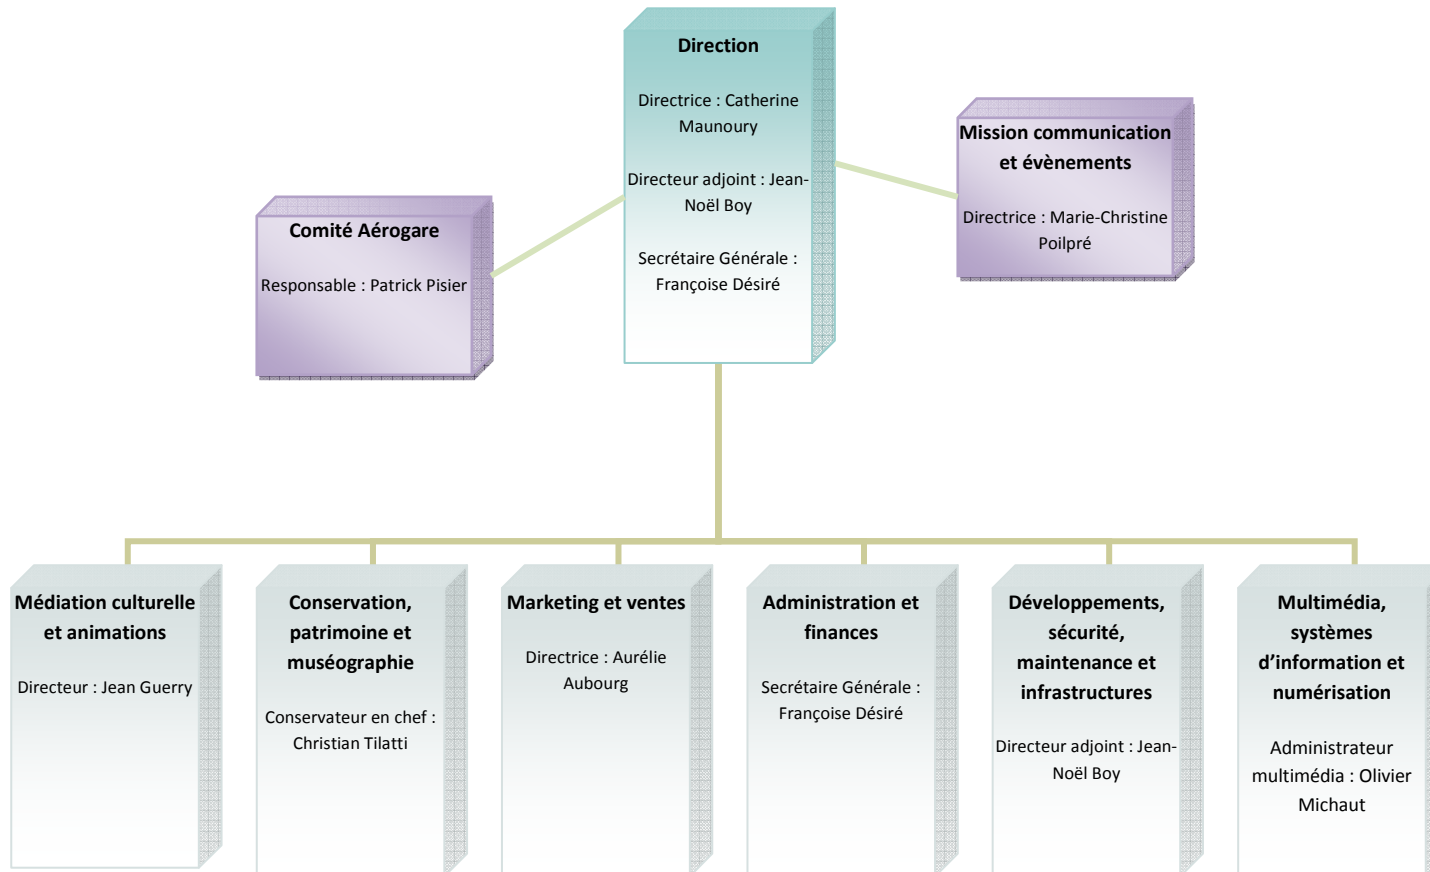 Direction
Directrice : Catherine
Maunoury
Directeur adjoint : Jean-
Noël Boy
Secrétaire Générale :
Françoise Désiré
Mission communication
et évènements
Directrice : Marie-Christine
Poilpré
Comité Aérogare
Responsable : Patrick Pisier
Médiation culturelle
et animations
Directeur : Jean Guerry
Conservation,
patrimoine et
muséographie
Conservateur en chef :
Christian Tilatti
Marketing et ventes
Directrice : Aurélie
Aubourg
Administration et
finances
Secrétaire Générale :
Françoise Désiré
Développements,
sécurité,
maintenance et
infrastructures
Directeur adjoint : Jean-
Noël Boy
Multimédia,
systèmes
d’information et
numérisation
Administrateur
multimédia : Olivier
Michaut